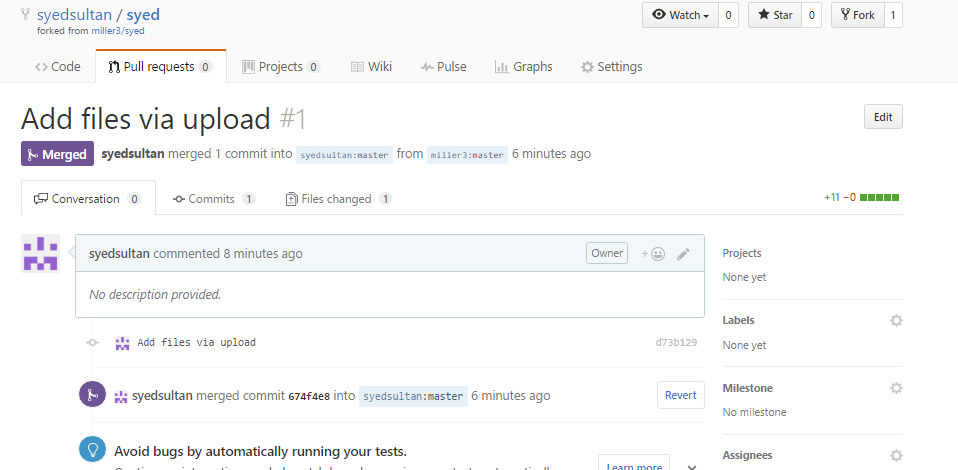 syedsultan / syed
forked from miller3/syed
Watch 0 Star 0 Fork 1
Code Pull requests 0 Projects 0 Wiki Pulse Graphs Settings
Add files via upload #1
Edit
Merged syedsultan merged 1 commit into syedsultan:master from miller3:master 6 minutes ago
Conversation 0 Commits 1 Files changed 1 +11 −0
syedsultan commented 8 minutes ago Owner +
No description provided.
Add files via upload d73b129
syedsultan merged commit 674f4e8 into syedsultan:master 6 minutes ago Revert
Avoid bugs by automatically running your tests.
Learn more
Projects
None yet
Labels
None yet
Milestone
No milestone
Assignees